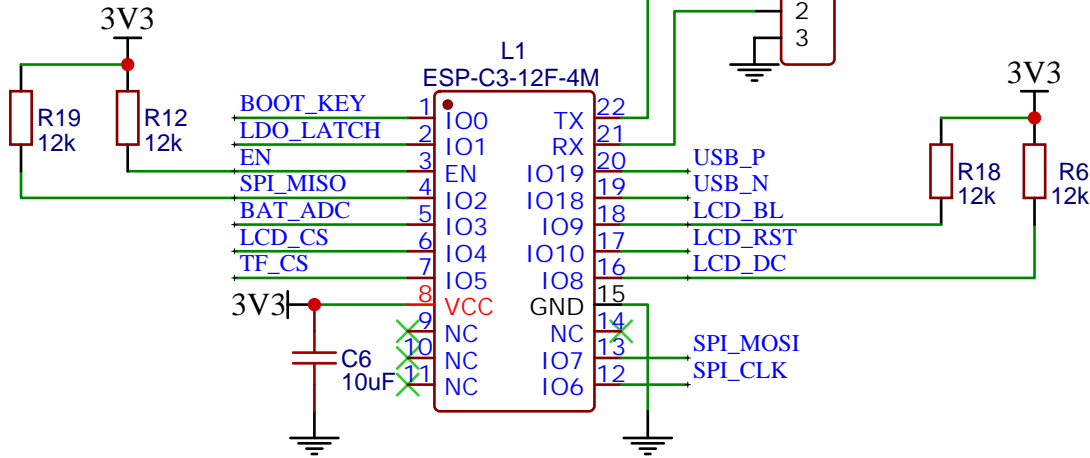 2
3
3V3
L1
ESP-C3-12F-4M
3V3
R19
12k
R12
12k
BOOT_KEY
1
IO0
TX
22
LDO_LATCH
2
IO1
RX
21
EN
3
EN
IO19
20
USB_P
SPI_MISO
4
IO2
IO18
19
USB_N
BAT_ADC
5
IO3
IO9
18
LCD_BL
LCD_CS
6
IO4
IO10
17
LCD_RST
TF_CS
7
IO5
IO8
16
LCD_DC
R18
12k
R6
12k
3V3
8
VCC
GND
15
9
NC
NC
14
10
NC
IO7
13
SPI_MOSI
11
NC
IO6
12
SPI_CLK
C6
10uF